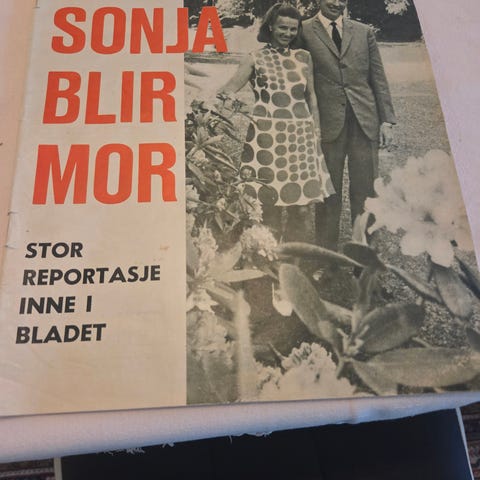 SONJA
BLIR
MOR
STOR
REPORTASJE
INNE I
BLADET